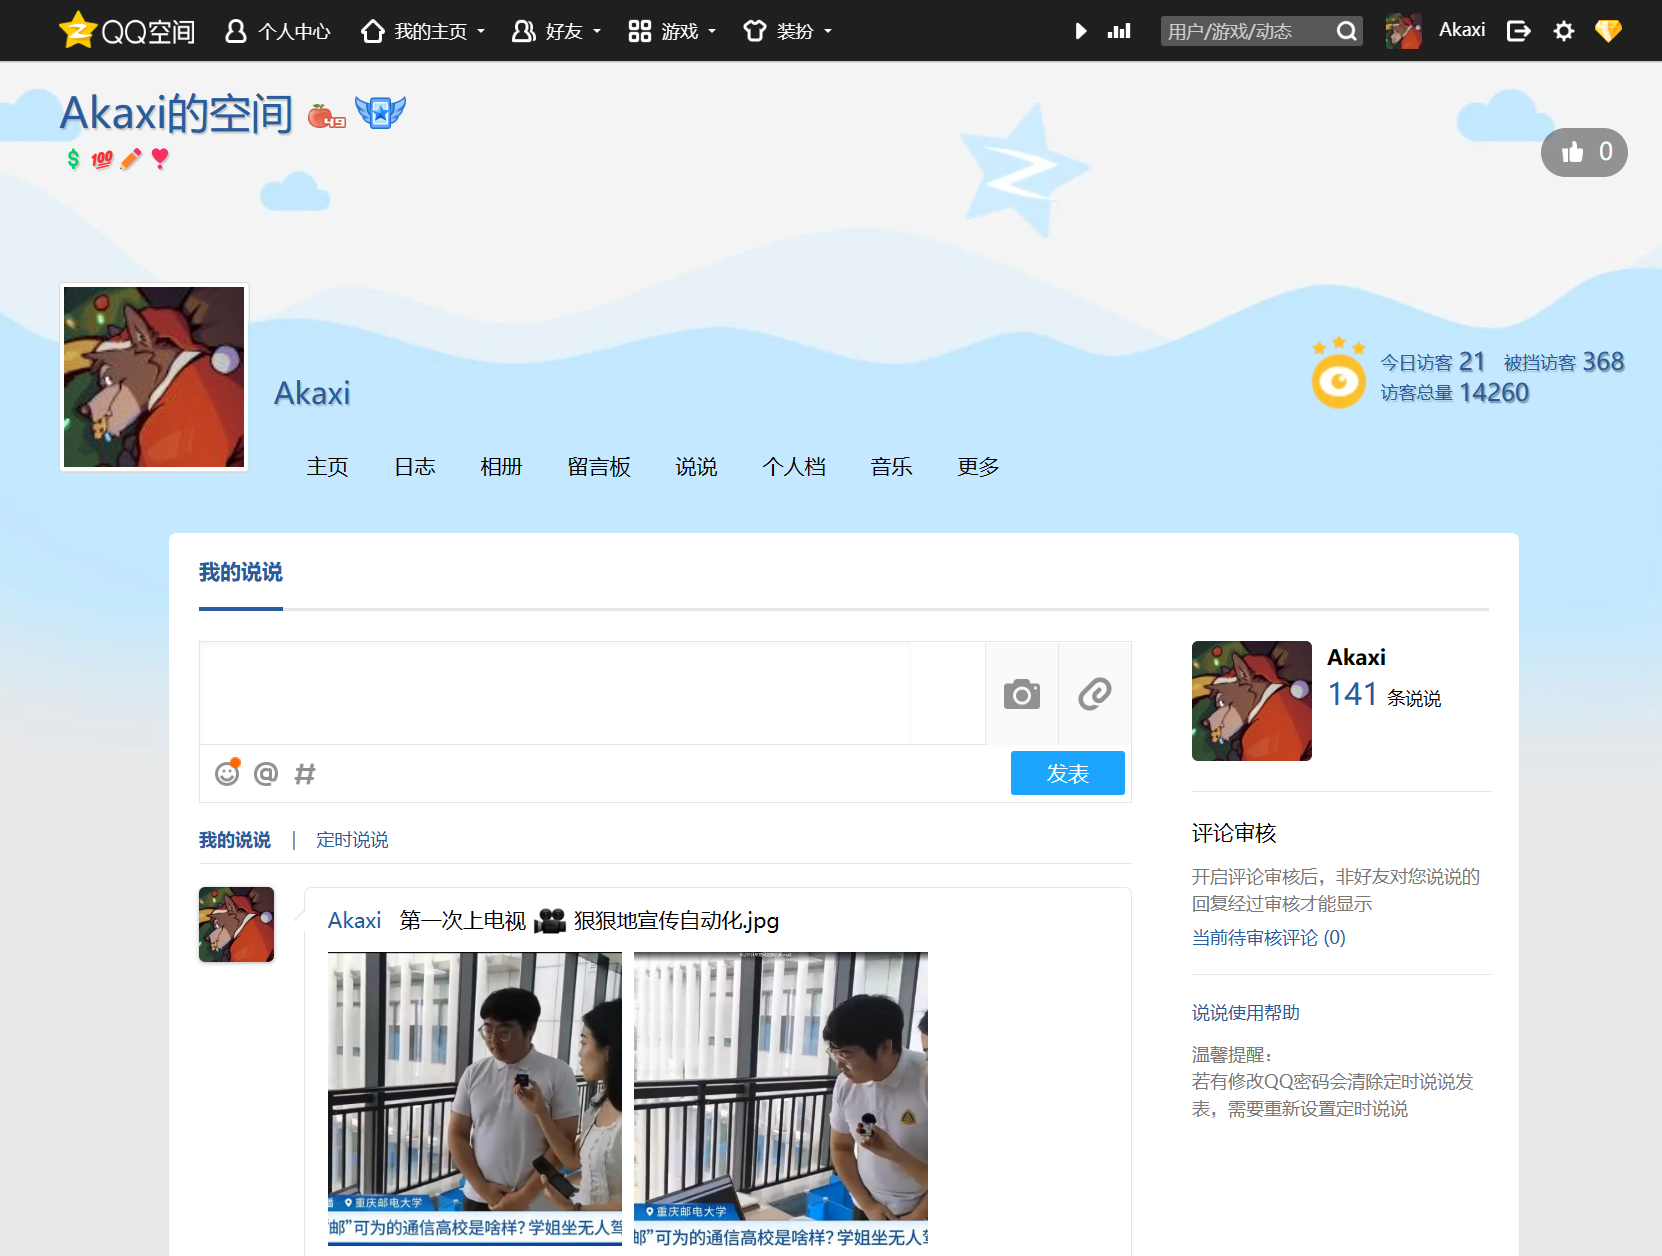 QQ空间 个人中心 我的主页 好友 游戏 装扮 用户/游戏/动态 Akaxi
Akaxi的空间
0
今日访客 21 被挡访客 368
访客总量 14260
Akaxi
主页 日志 相册 留言板 说说 个人档 音乐 更多
我的说说
发表
我的说说 | 定时说说
Akaxi 第一次上电视 狠狠地宣传自动化.jpg
重庆邮电大学
邮”可为的通信高校是啥样?学姐坐无人驾
重庆邮电大学
邮”可为的通信高校是啥样?学姐坐无人驾
Akaxi
141 条说说
评论审核
开启评论审核后，非好友对您说说的
回复经过审核才能显示
当前待审核评论 (0)
说说使用帮助
温馨提醒：
若有修改QQ密码会清除定时说说发
表，需要重新设置定时说说